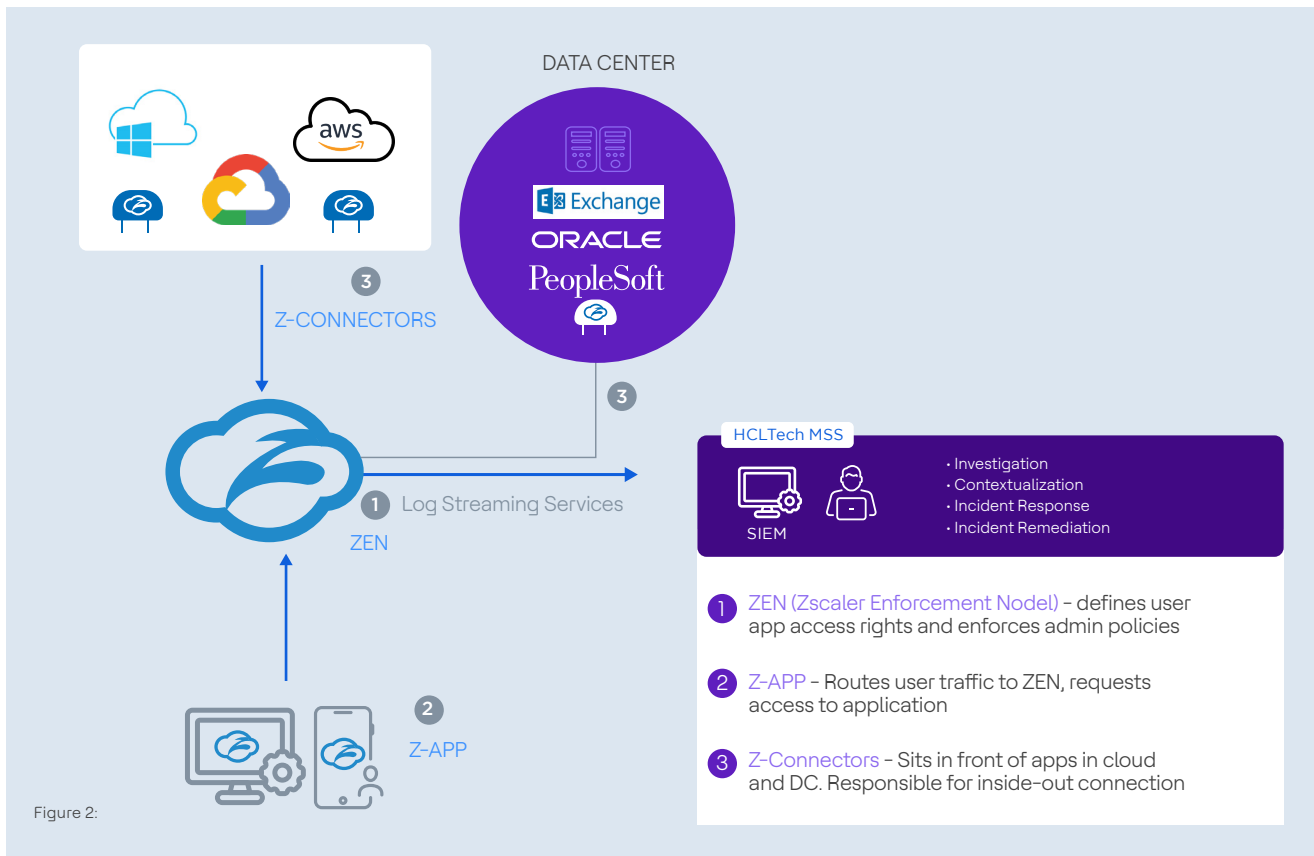 DATA CENTER
aws
Exchange
ORACLE
PeopleSoft
3
Z-CONNECTORS
3
1 Log Streaming Services
ZEN
HCLTech MSS
SIEM
• Investigation
• Contextualization
• Incident Response
• Incident Remediation
1 ZEN (Zscaler Enforcement Nodel) - defines user
app access rights and enforces admin policies
2 Z-APP - Routes user traffic to ZEN, requests
access to application
3 Z-Connectors - Sits in front of apps in cloud
and DC. Responsible for inside-out connection
2
Z-APP
Figure 2: